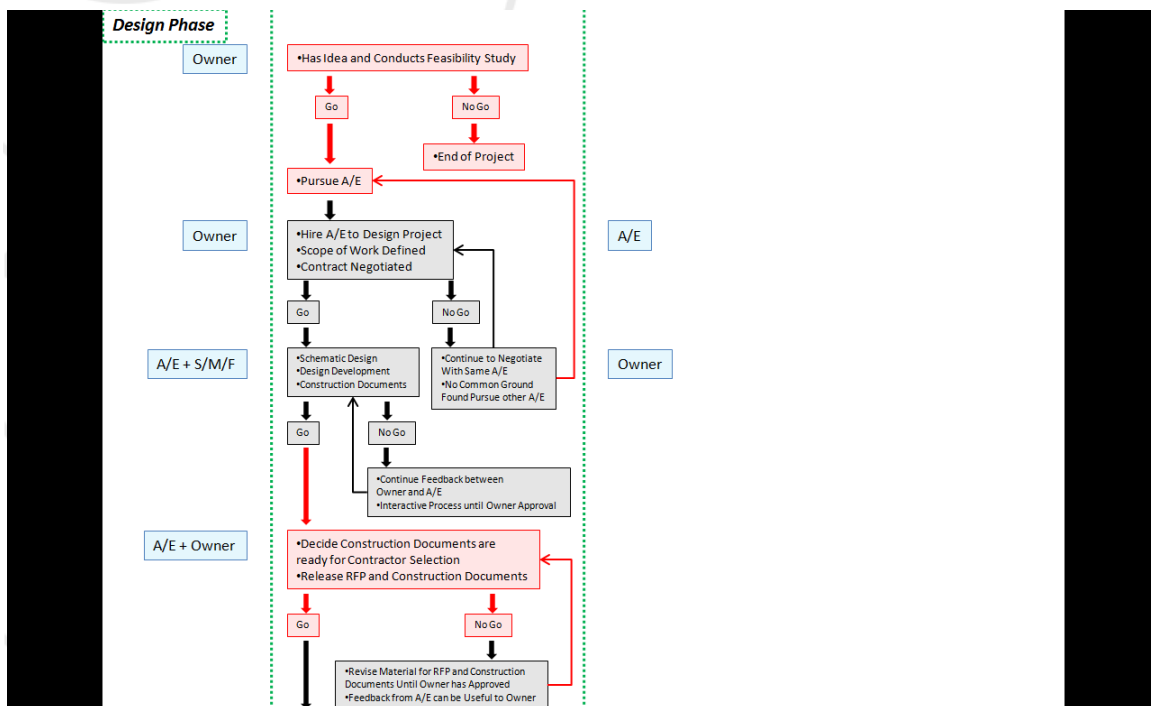 Design Phase
Owner
•Has Idea and Conducts Feasibility Study
Go
No Go
•End of Project
•Pursue A/E
Owner
•Hire A/E to Design Project
•Scope of Work Defined
•Contract Negotiated
A/E
Go
No Go
A/E + S/M/F
•Schematic Design
•Design Development
•Construction Documents
•Continue to Negotiate
With Same A/E
•No Common Ground
Found Pursue other A/E
Owner
Go
No Go
•Continue Feedback between
Owner and A/E
•Interactive Process until Owner Approval
A/E + Owner
•Decide Construction Documents are
ready for Contractor Selection
•Release RFP and Construction Documents
Go
No Go
•Revise Material for RFP and Construction
Documents Until Owner has Approved
•Feedback from A/E can be Useful to Owner